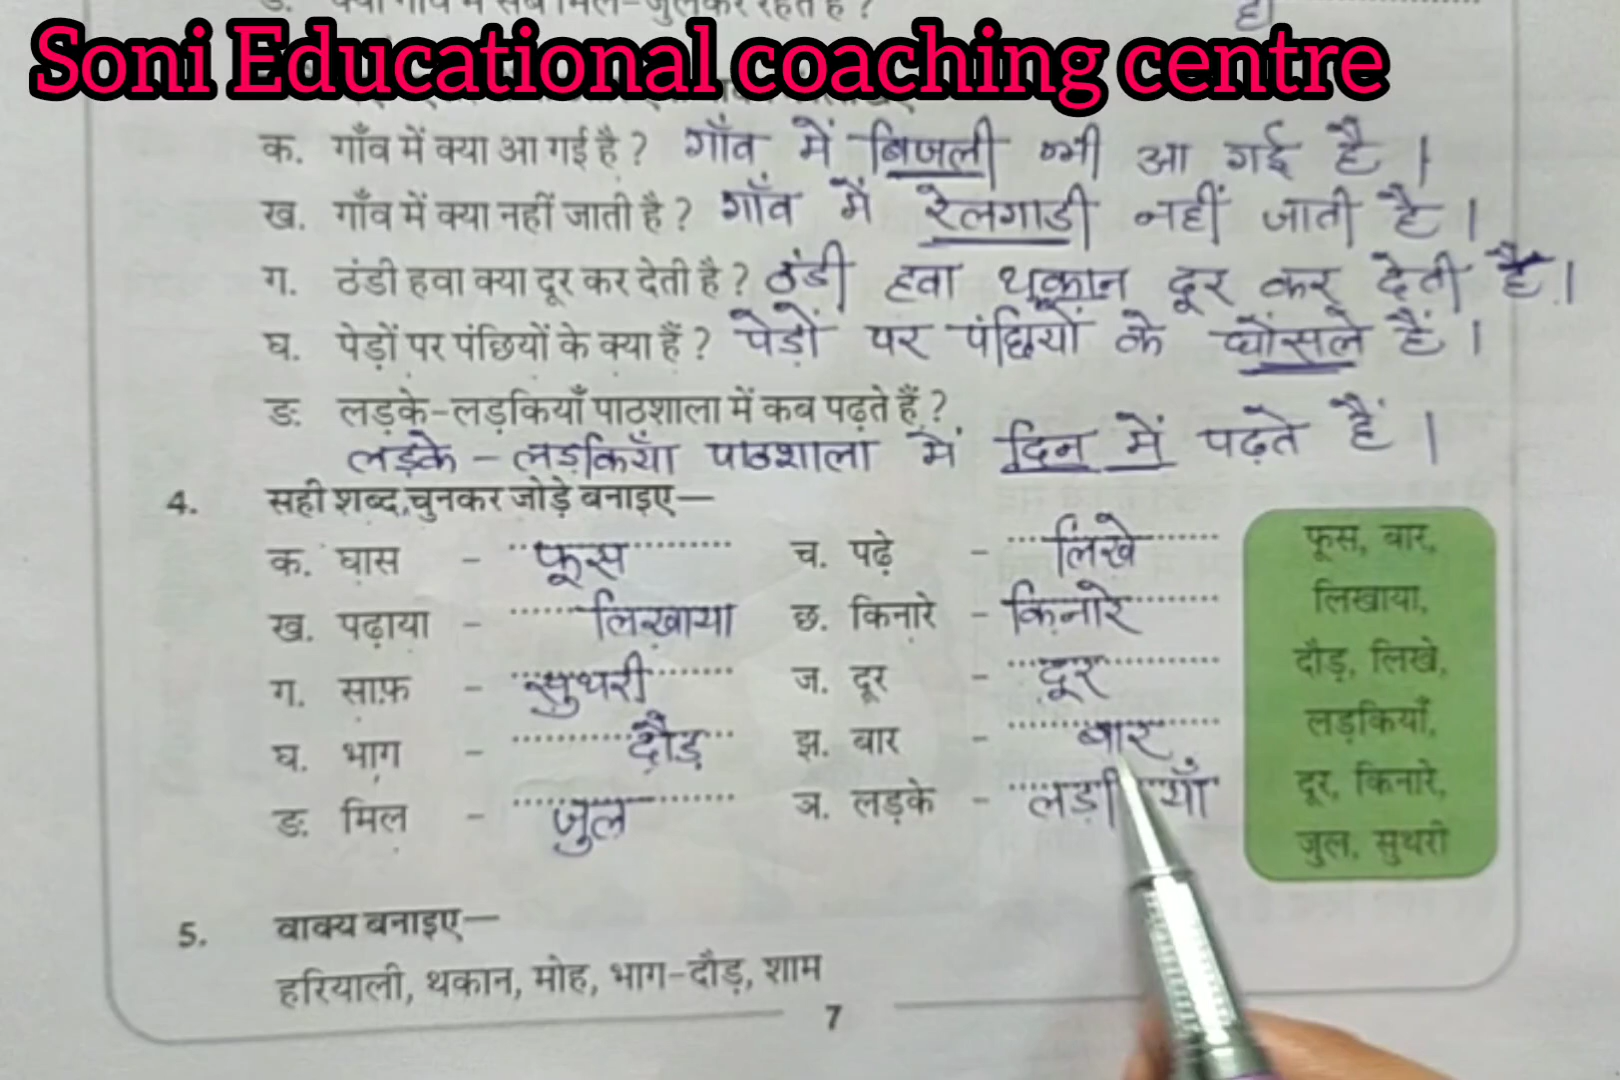 Soni Educational coaching centre
क. गाँव में क्या आ गई है ? गाँव में बिजली भी आ गई है ।
ख. गाँव में क्या नहीं जाती है ? गाँव में रेलगाडी नहीं जाती है ।
ग. ठंडी हवा क्या दूर कर देती है ? ठंडी हवा थकान दूर कर देती है ।
घ. पेड़ों पर पंछियों के क्या हैं ? पेडों पर पंछियों के घोंसले हैं ।
ङ. लड़के-लड़कियाँ पाठशाला में कब पढ़ते हैं ?
लड़के - लड़कियाँ पाठशाला में दिन में पढ़ते हैं ।
4. सही शब्द चुनकर जोड़े बनाइए—
क. घास - फूस च. पढ़े - लिखे
ख. पढ़ाया - लिखाया छ. किनारे - किनारे
ग. साफ़ - सुथरी ज. दूर - दूर
घ. भाग - दौड़ झ. बार - बार
ङ. मिल - जुल ञ. लड़के -
फूस, बार,
लिखाया,
दौड़, लिखे,
लड़कियाँ,
दूर, किनारे,
जुल, सुथरी
5. वाक्य बनाइए—
हरियाली, थकान, मोह, भाग-दौड़, शाम
7